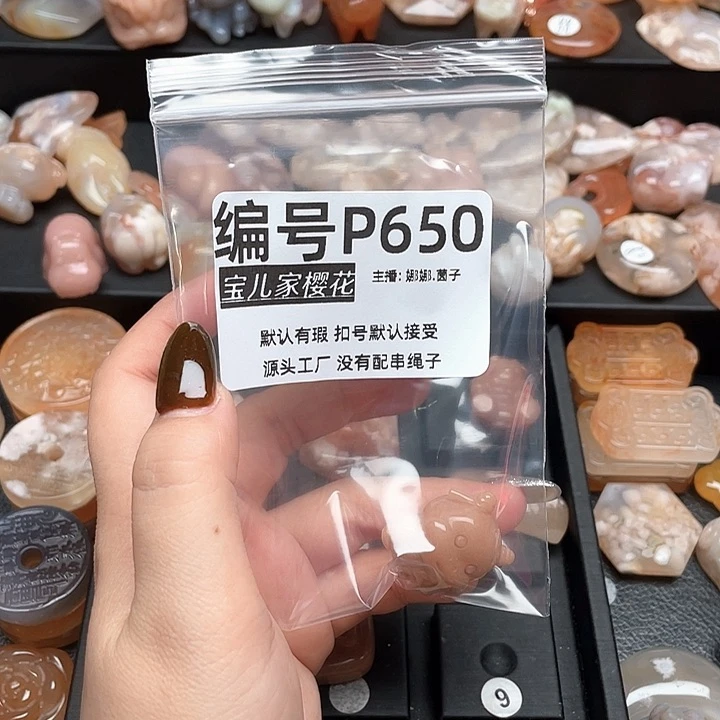 编号P650
宝儿家樱花 主播：娜娜.菌子
默认有瑕 扣号默认接受
源头工厂 没有配串绳子
9